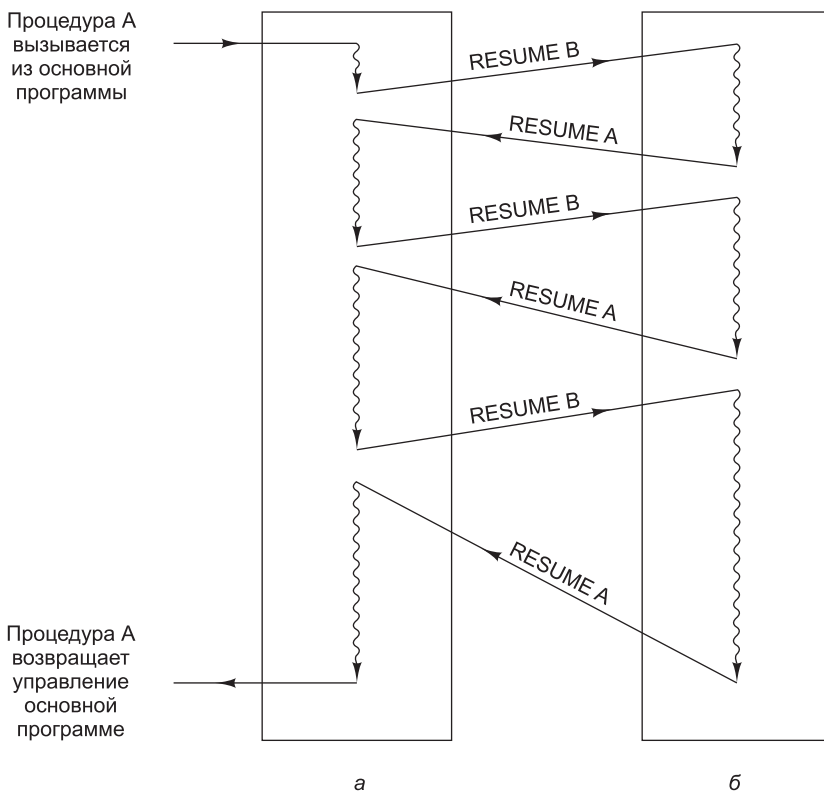 Процедура А
вызывается
из основной
программы
RESUME B
RESUME A
RESUME B
RESUME A
RESUME B
RESUME A
Процедура А
возвращает
управление
основной
программе
а
б